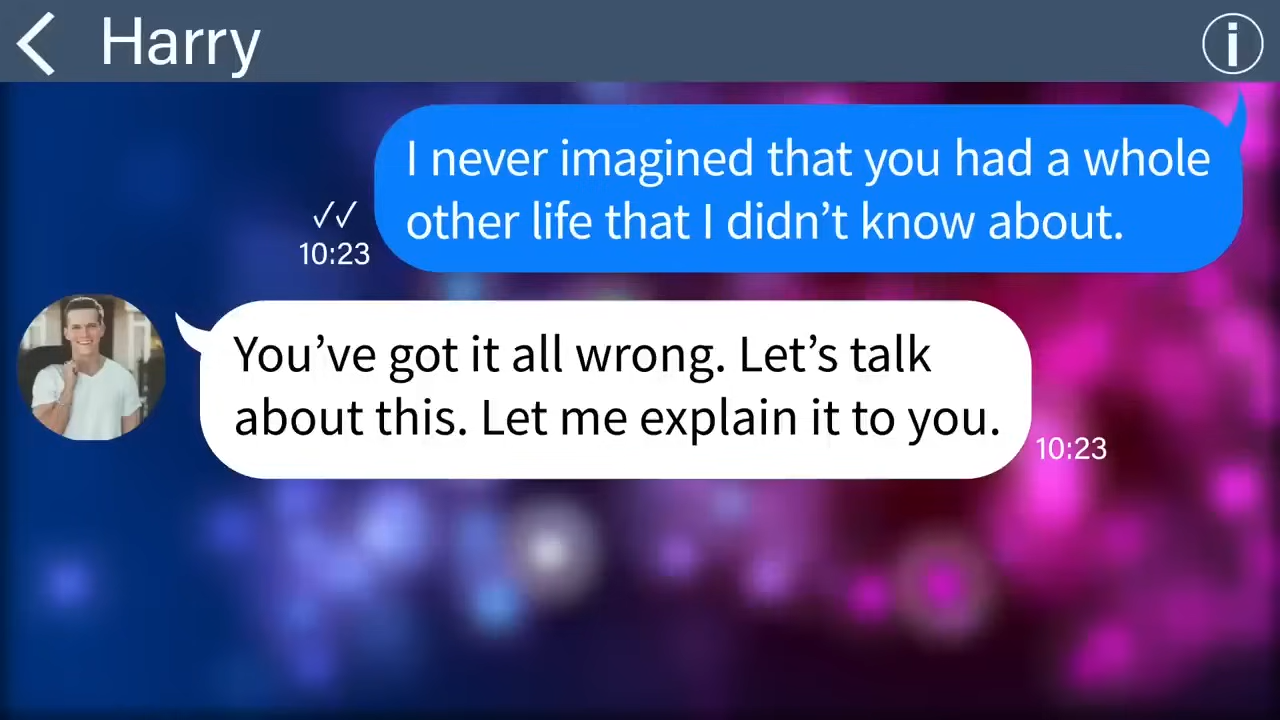 Harry
I never imagined that you had a whole
other life that I didn’t know about.
✓✓
10:23
You’ve got it all wrong. Let’s talk
about this. Let me explain it to you.
10:23